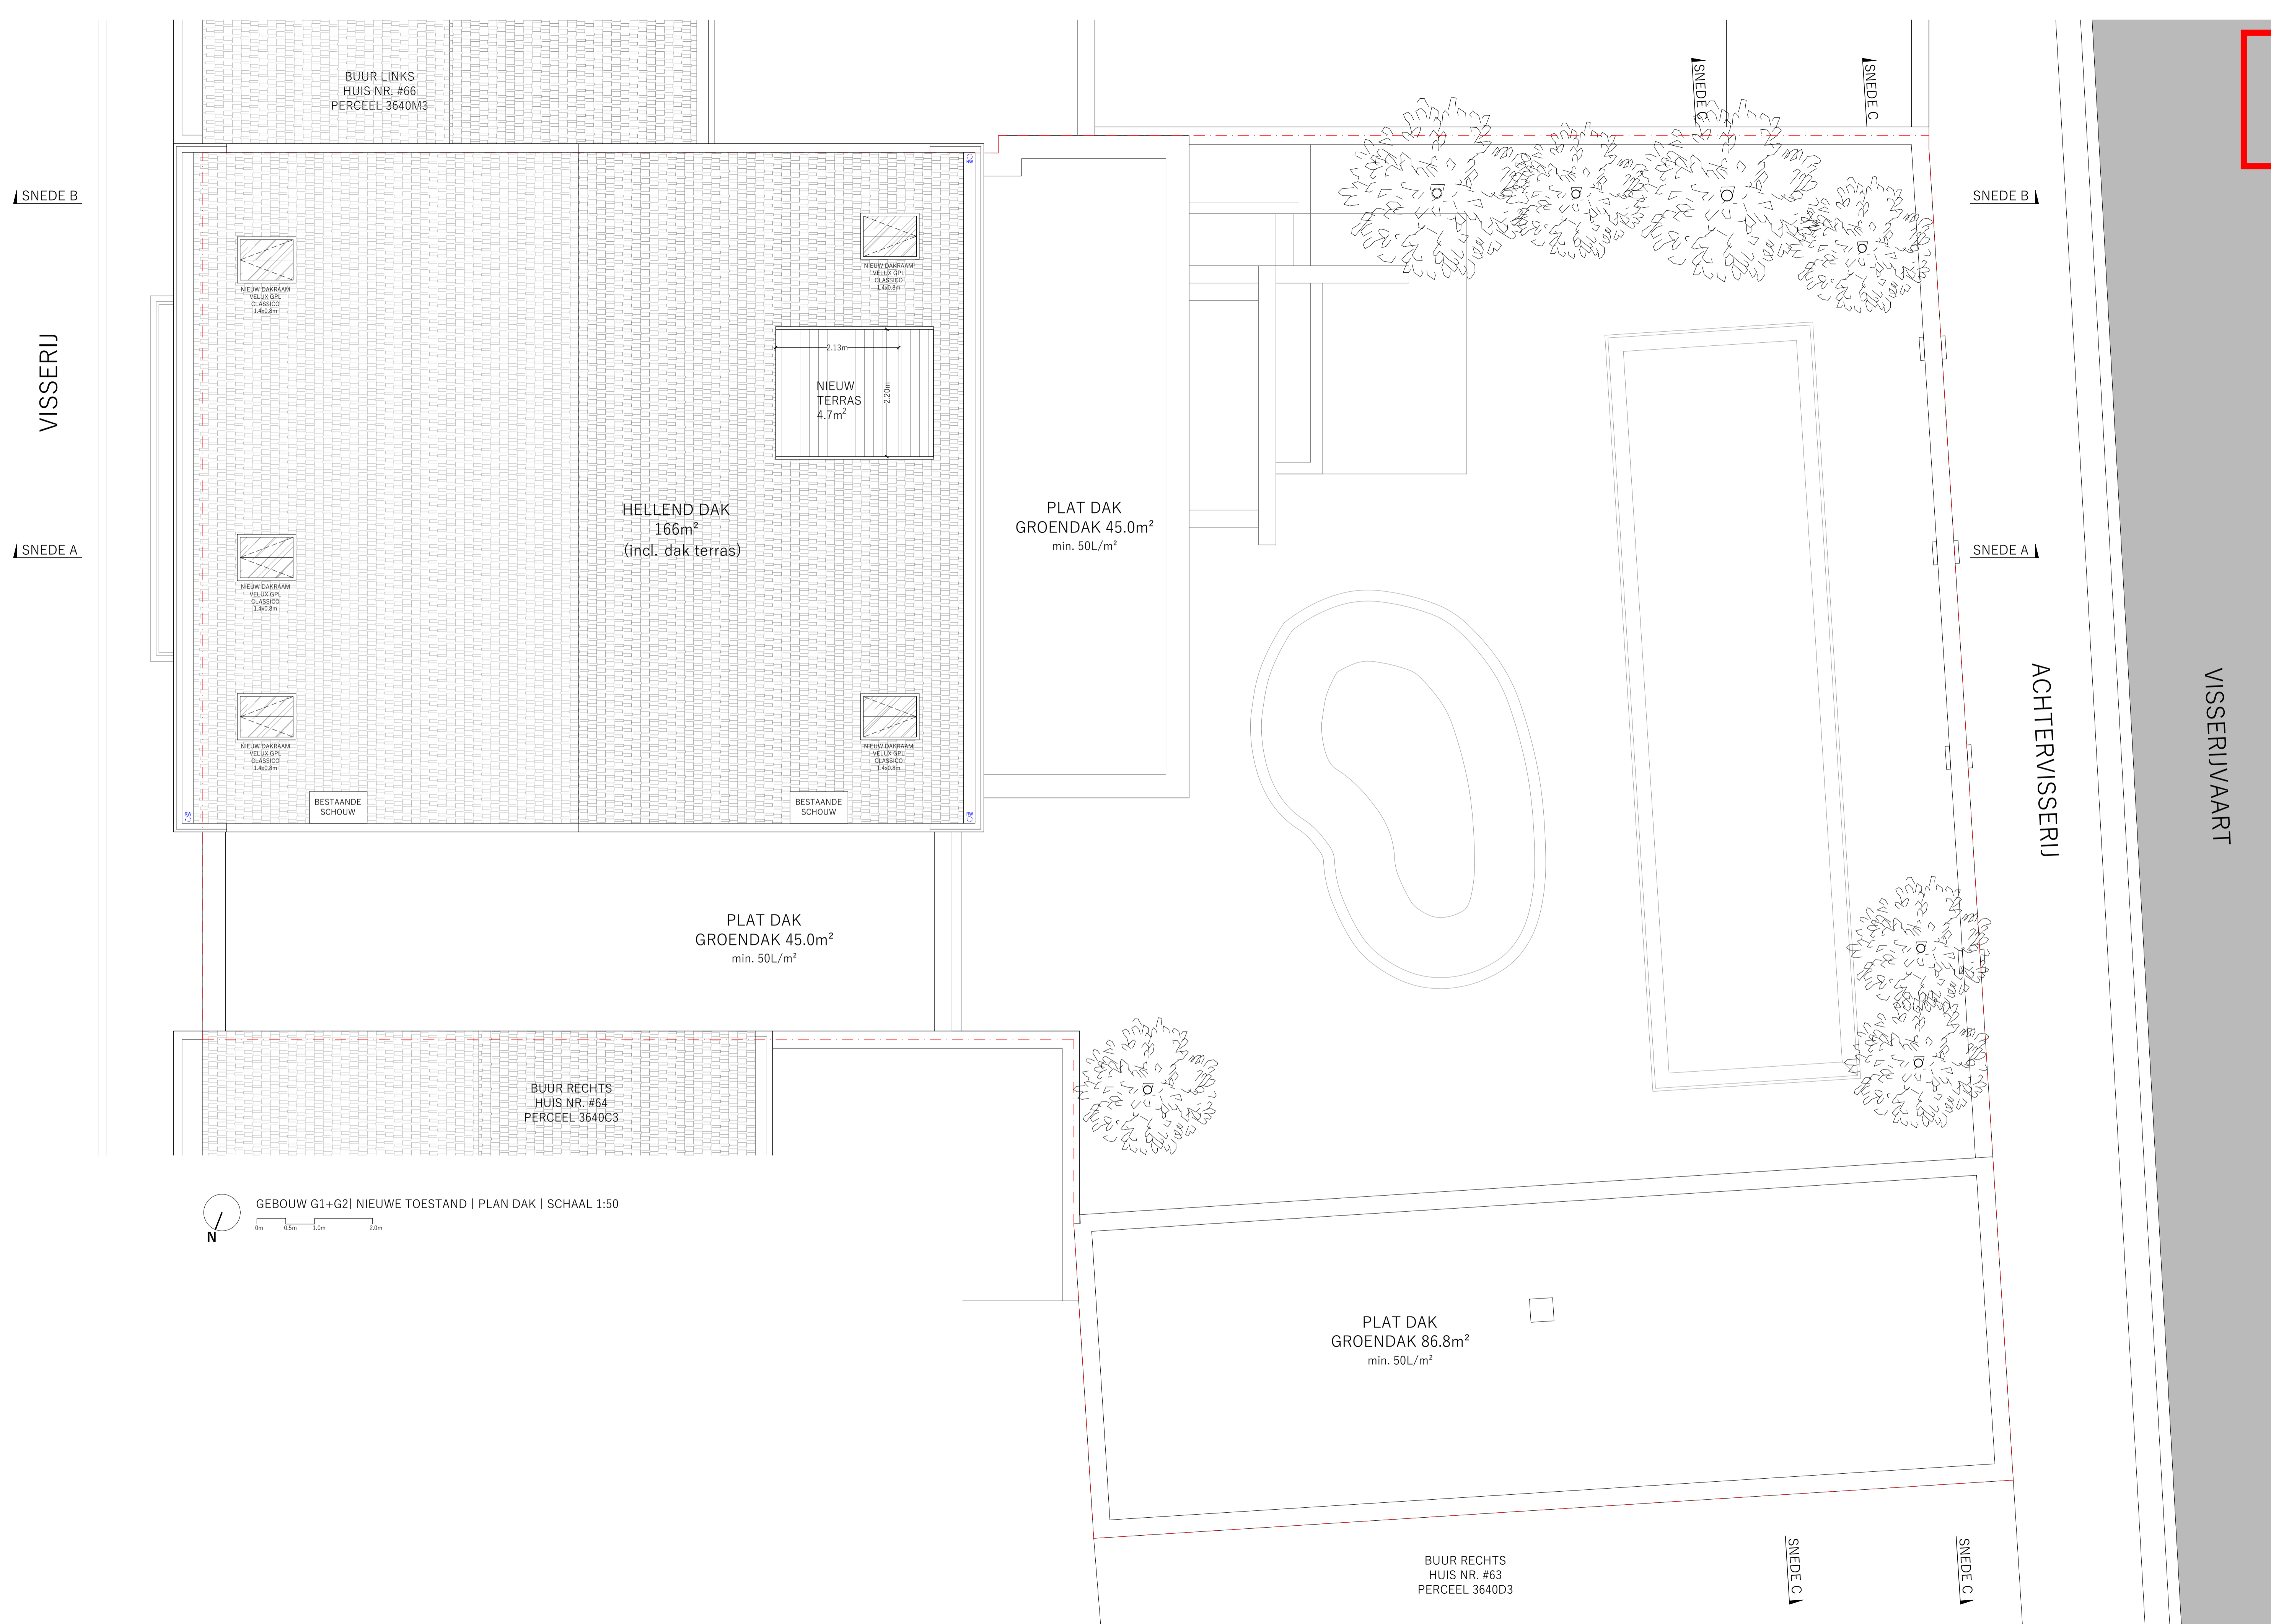 BUUR LINKS
HUIS NR. #66
PERCEEL 3640M3
SNEDE C
SNEDE C
SNEDE B
SNEDE B
RW
NIEUW DAKRAAM
VELUX GPL
CLASSICO
1.4x0.8m
NIEUW DAKRAAM
VELUX GPL
CLASSICO
1.4x0.8m
VISSERIJ
2.13m
2.20m
NIEUW
TERRAS
4.7m²
HELLEND DAK
166m²
(incl. dak terras)
PLAT DAK
GROENDAK 45.0m²
min. 50L/m²
SNEDE A
SNEDE A
NIEUW DAKRAAM
VELUX GPL
CLASSICO
1.4x0.8m
NIEUW DAKRAAM
VELUX GPL
CLASSICO
1.4x0.8m
NIEUW DAKRAAM
VELUX GPL
CLASSICO
1.4x0.8m
ACHTERVISSERIJ
VISSERIJVAART
BESTAANDE
SCHOUW
BESTAANDE
SCHOUW
RW
RW
PLAT DAK
GROENDAK 45.0m²
min. 50L/m²
BUUR RECHTS
HUIS NR. #64
PERCEEL 3640C3
N
GEBOUW G1+G2| NIEUWE TOESTAND | PLAN DAK | SCHAAL 1:50
0m 0.5m 1.0m 2.0m
PLAT DAK
GROENDAK 86.8m²
min. 50L/m²
BUUR RECHTS
HUIS NR. #63
PERCEEL 3640D3
SNEDE C
SNEDE C